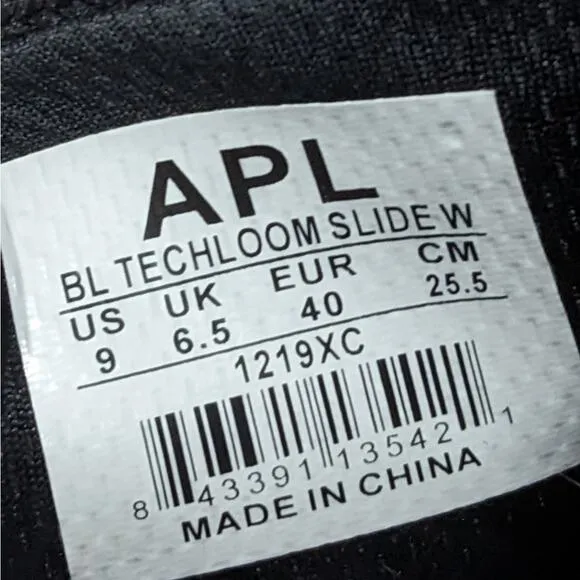 APL
BL TECHLOOM SLIDE W
US UK EUR CM
9 6.5 40 25.5
1219XC
8 43391 13542 1
MADE IN CHINA